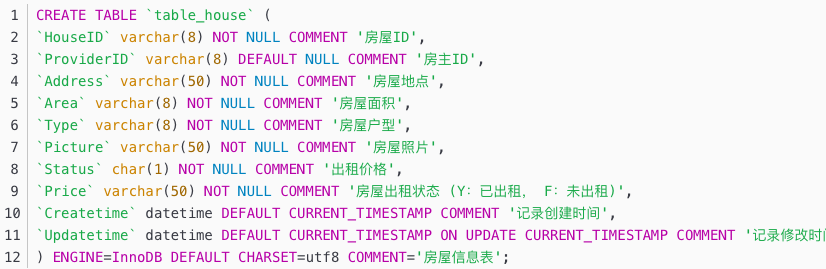 1 CREATE TABLE `table_house` (
2 `HouseID` varchar(8) NOT NULL COMMENT '房屋ID',
3 `ProviderID` varchar(8) DEFAULT NULL COMMENT '房主ID',
4 `Address` varchar(50) NOT NULL COMMENT '房屋地点',
5 `Area` varchar(8) NOT NULL COMMENT '房屋面积',
6 `Type` varchar(8) NOT NULL COMMENT '房屋户型',
7 `Picture` varchar(50) NOT NULL COMMENT '房屋照片',
8 `Status` char(1) NOT NULL COMMENT '出租价格',
9 `Price` varchar(50) NOT NULL COMMENT '房屋出租状态 (Y：已出租， F：未出租)',
10 `Createtime` datetime DEFAULT CURRENT_TIMESTAMP COMMENT '记录创建时间',
11 `Updatetime` datetime DEFAULT CURRENT_TIMESTAMP ON UPDATE CURRENT_TIMESTAMP COMMENT '记录修改时
12 ) ENGINE=InnoDB DEFAULT CHARSET=utf8 COMMENT='房屋信息表';